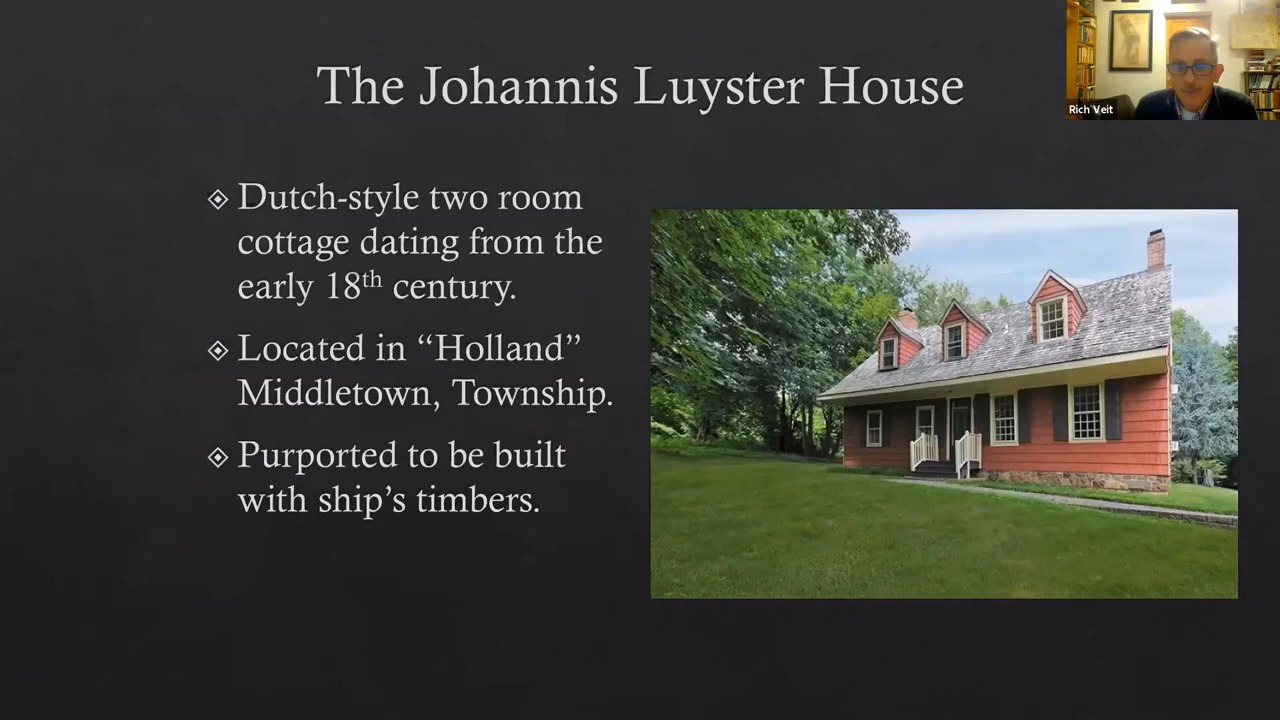 The Johannis Luyster House
Rich Veit
Dutch-style two room
cottage dating from the
early 18th century.
Located in “Holland”
Middletown, Township.
Purported to be built
with ship’s timbers.